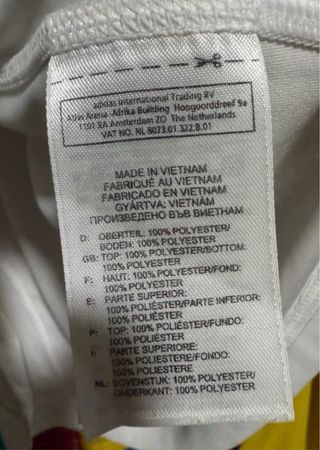 adidas International Trading BV
Atlas Arena -Afrika Building Hoogoorddreef 9a
1101 BA Amsterdam ZO The Netherlands
VAT NO. NL 8073.01.322.B.01
MADE IN VIETNAM
FABRIQUÉ AU VIETNAM
FABRICADO EN VIETNAM
GYÁRTVA: VIETNÁM
ПРОИЗВЕДЕНО ВЪВ ВИЕТНАМ
D: OBERTEIL: 100% POLYESTER/
BODEN: 100% POLYESTER
GB: TOP: 100% POLYESTER/BOTTOM:
100% POLYESTER
F: HAUT: 100% POLYESTER/FOND:
100% POLYESTER
E: PARTE SUPERIOR:
100% POLIÉSTER/PARTE INFERIOR:
100% POLIÉSTER
P: TOP: 100% POLIÉSTER/FUNDO:
100% POLIÉSTER
I: PARTE SUPERIORE:
100% POLIESTERE/FONDO:
100% POLIESTERE
NL: BOVENSTUK: 100% POLYESTER/
ONDERKANT: 100% POLYESTER